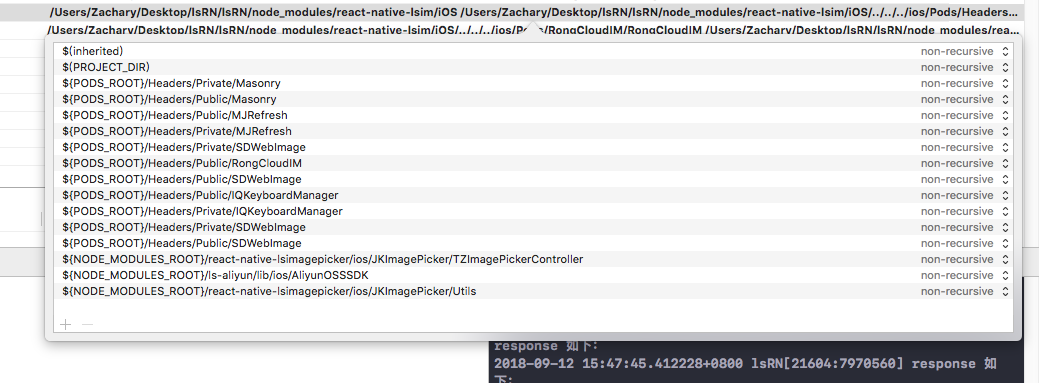 /Users/Zachary/Desktop/lsRN/lsRN/node_modules/react-native-lsim/iOS /Users/Zachary/Desktop/lsRN/lsRN/node_modules/react-native-lsim/iOS/../../../ios/Pods/Headers...
/Users/Zachary/Desktop/lsRN/lsRN/node_modules/react-native-lsim/iOS/../../../ios/Pods/RongCloudIM/RongCloudIM /Users/Zachary/Desktop/lsRN/lsRN/node_modules/rea...
$(inherited) non-recursive
$(PROJECT_DIR) non-recursive
${PODS_ROOT}/Headers/Private/Masonry non-recursive
${PODS_ROOT}/Headers/Public/Masonry non-recursive
${PODS_ROOT}/Headers/Public/MJRefresh non-recursive
${PODS_ROOT}/Headers/Private/MJRefresh non-recursive
${PODS_ROOT}/Headers/Private/SDWebImage non-recursive
${PODS_ROOT}/Headers/Public/RongCloudIM non-recursive
${PODS_ROOT}/Headers/Public/SDWebImage non-recursive
${PODS_ROOT}/Headers/Public/IQKeyboardManager non-recursive
${PODS_ROOT}/Headers/Private/IQKeyboardManager non-recursive
${PODS_ROOT}/Headers/Private/SDWebImage non-recursive
${PODS_ROOT}/Headers/Public/SDWebImage non-recursive
${NODE_MODULES_ROOT}/react-native-lsimagepicker/ios/JKImagePicker/TZImagePickerController non-recursive
${NODE_MODULES_ROOT}/ls-aliyun/lib/ios/AliyunOSSSDK non-recursive
${NODE_MODULES_ROOT}/react-native-lsimagepicker/ios/JKImagePicker/Utils non-recursive
response 如下:
2018-09-12 15:47:45.412228+0800 lsRN[21604:7970560] response 如
下: